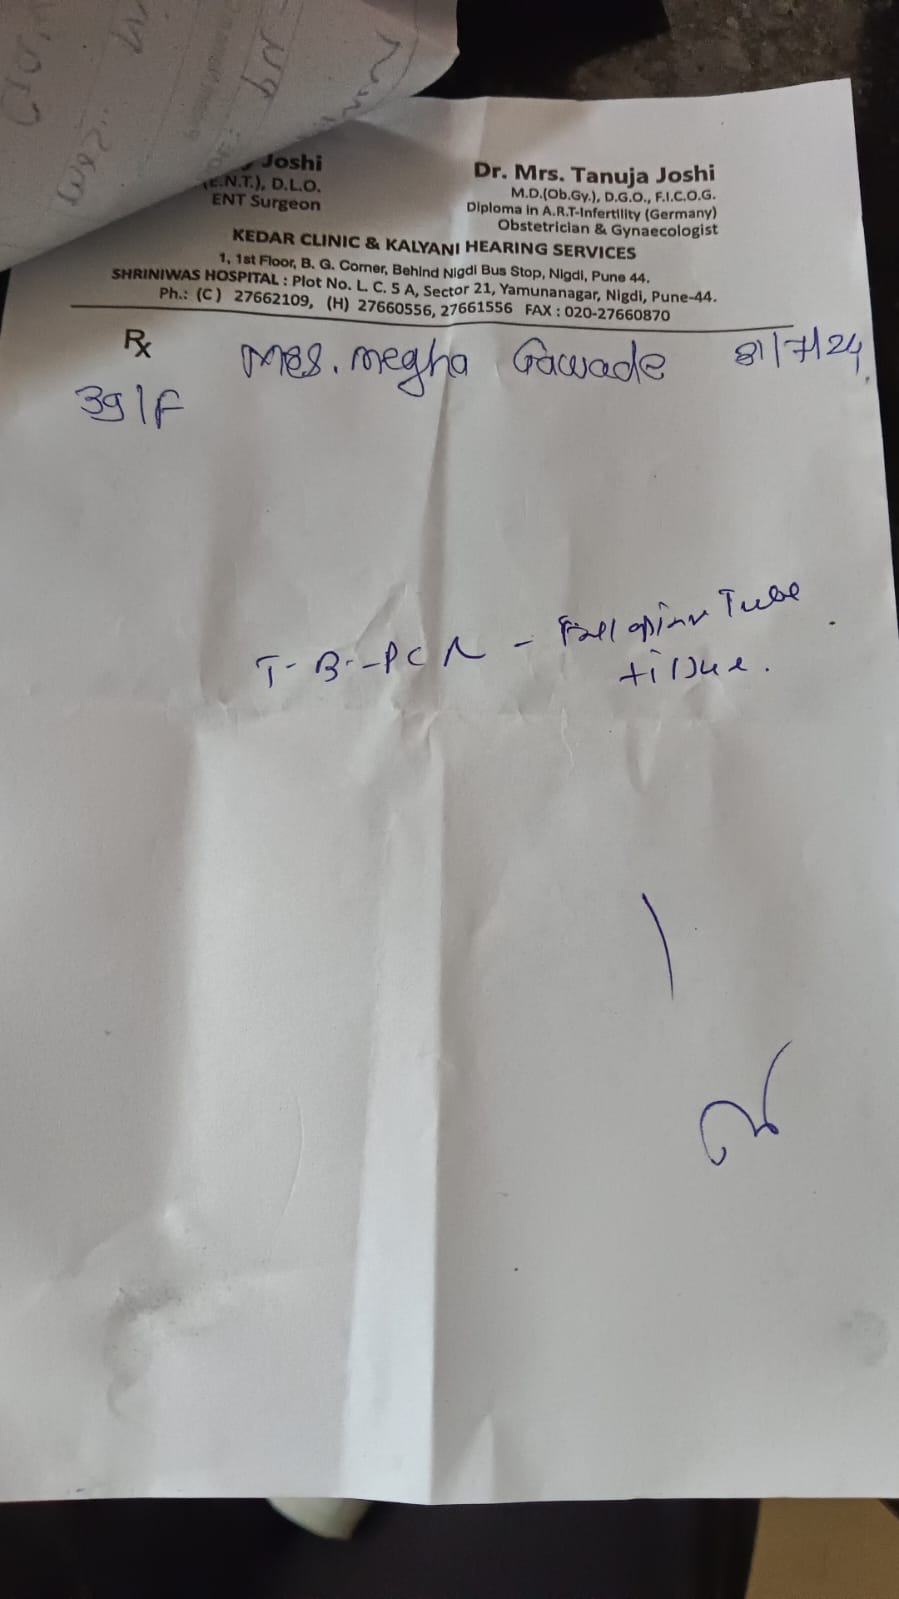 Joshi
(E.N.T.), D.L.O.
ENT Surgeon
Dr. Mrs. Tanuja Joshi
M.D.(Ob.Gy.), D.G.O., F.I.C.O.G.
Diploma in A.R.T-Infertility (Germany)
Obstetrician & Gynaecologist
KEDAR CLINIC & KALYANI HEARING SERVICES
1, 1st Floor, B. G. Corner, Behind Nigdi Bus Stop, Nigdi, Pune 44.
SHRINIWAS HOSPITAL : Plot No. L. C. 5 A, Sector 21, Yamunanagar, Nigdi, Pune-44.
Ph.: (C) 27662109, (H) 27660556, 27661556 FAX : 020-27660870
Rx Mrs. Megha Gawade 31/7/24
39/F
T-B-PCR - Fallopian Tube
tissue.